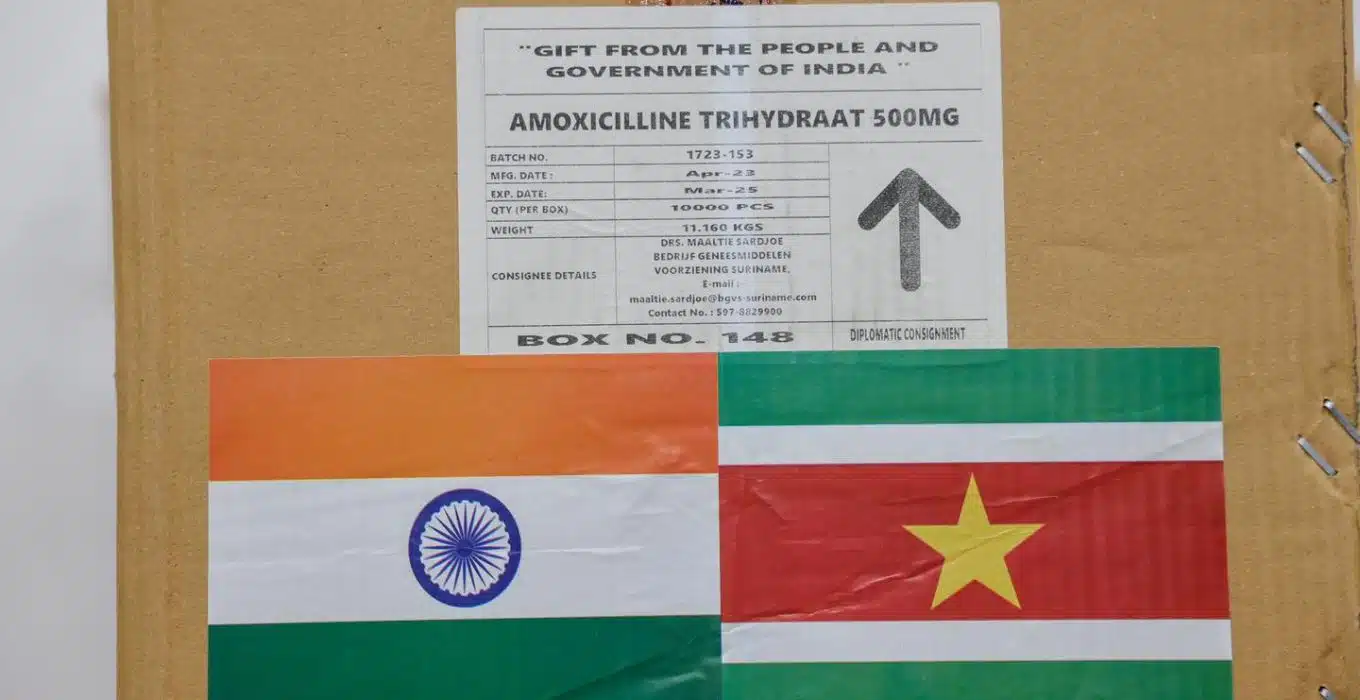 "GIFT FROM THE PEOPLE AND
GOVERNMENT OF INDIA "
AMOXICILLINE TRIHYDRAAT 500MG
BATCH NO. 1723-153
MFG. DATE : Apr-23
EXP. DATE: Mar-25
QTY (PER BOX) 10000 PCS
WEIGHT 11.160 KGS
CONSIGNEE DETAILS
DRS. MAALTIE SARDJOE
BEDRIJF GENEESMIDDELEN
VOORZIENING SURINAME,
E-mail :
maaltie.sardjoe@bgvs-suriname.com
Contact No. : 597-8829900
BOX NO. 148
DIPLOMATIC CONSIGNMENT